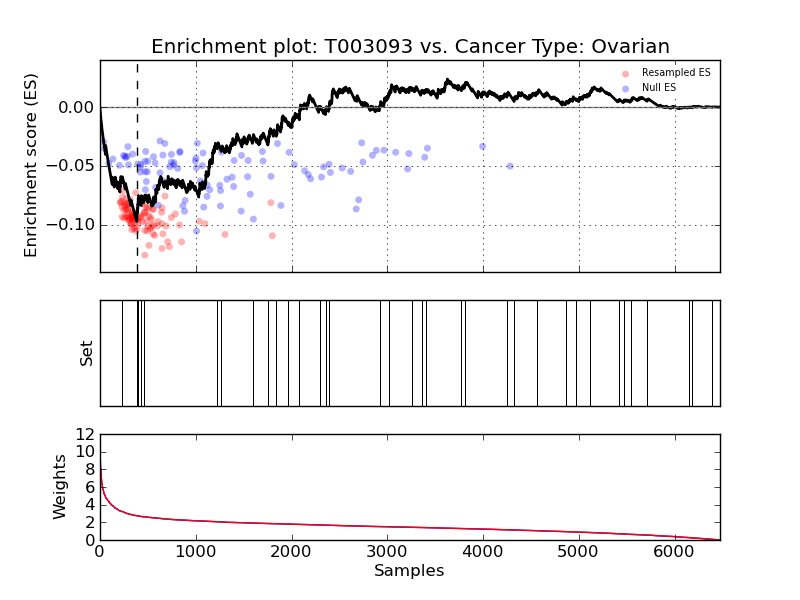 Enrichment plot: T003093 vs. Cancer Type: Ovarian
Enrichment score (ES)
0.00
−0.05
−0.10
Resampled ES
Null ES
Set
Weights
12
10
8
6
4
2
0
0 1000 2000 3000 4000 5000 6000
Samples